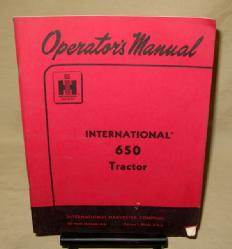 Operator's Manual
IH
INTERNATIONAL®
650
Tractor
INTERNATIONAL HARVESTER COMPANY